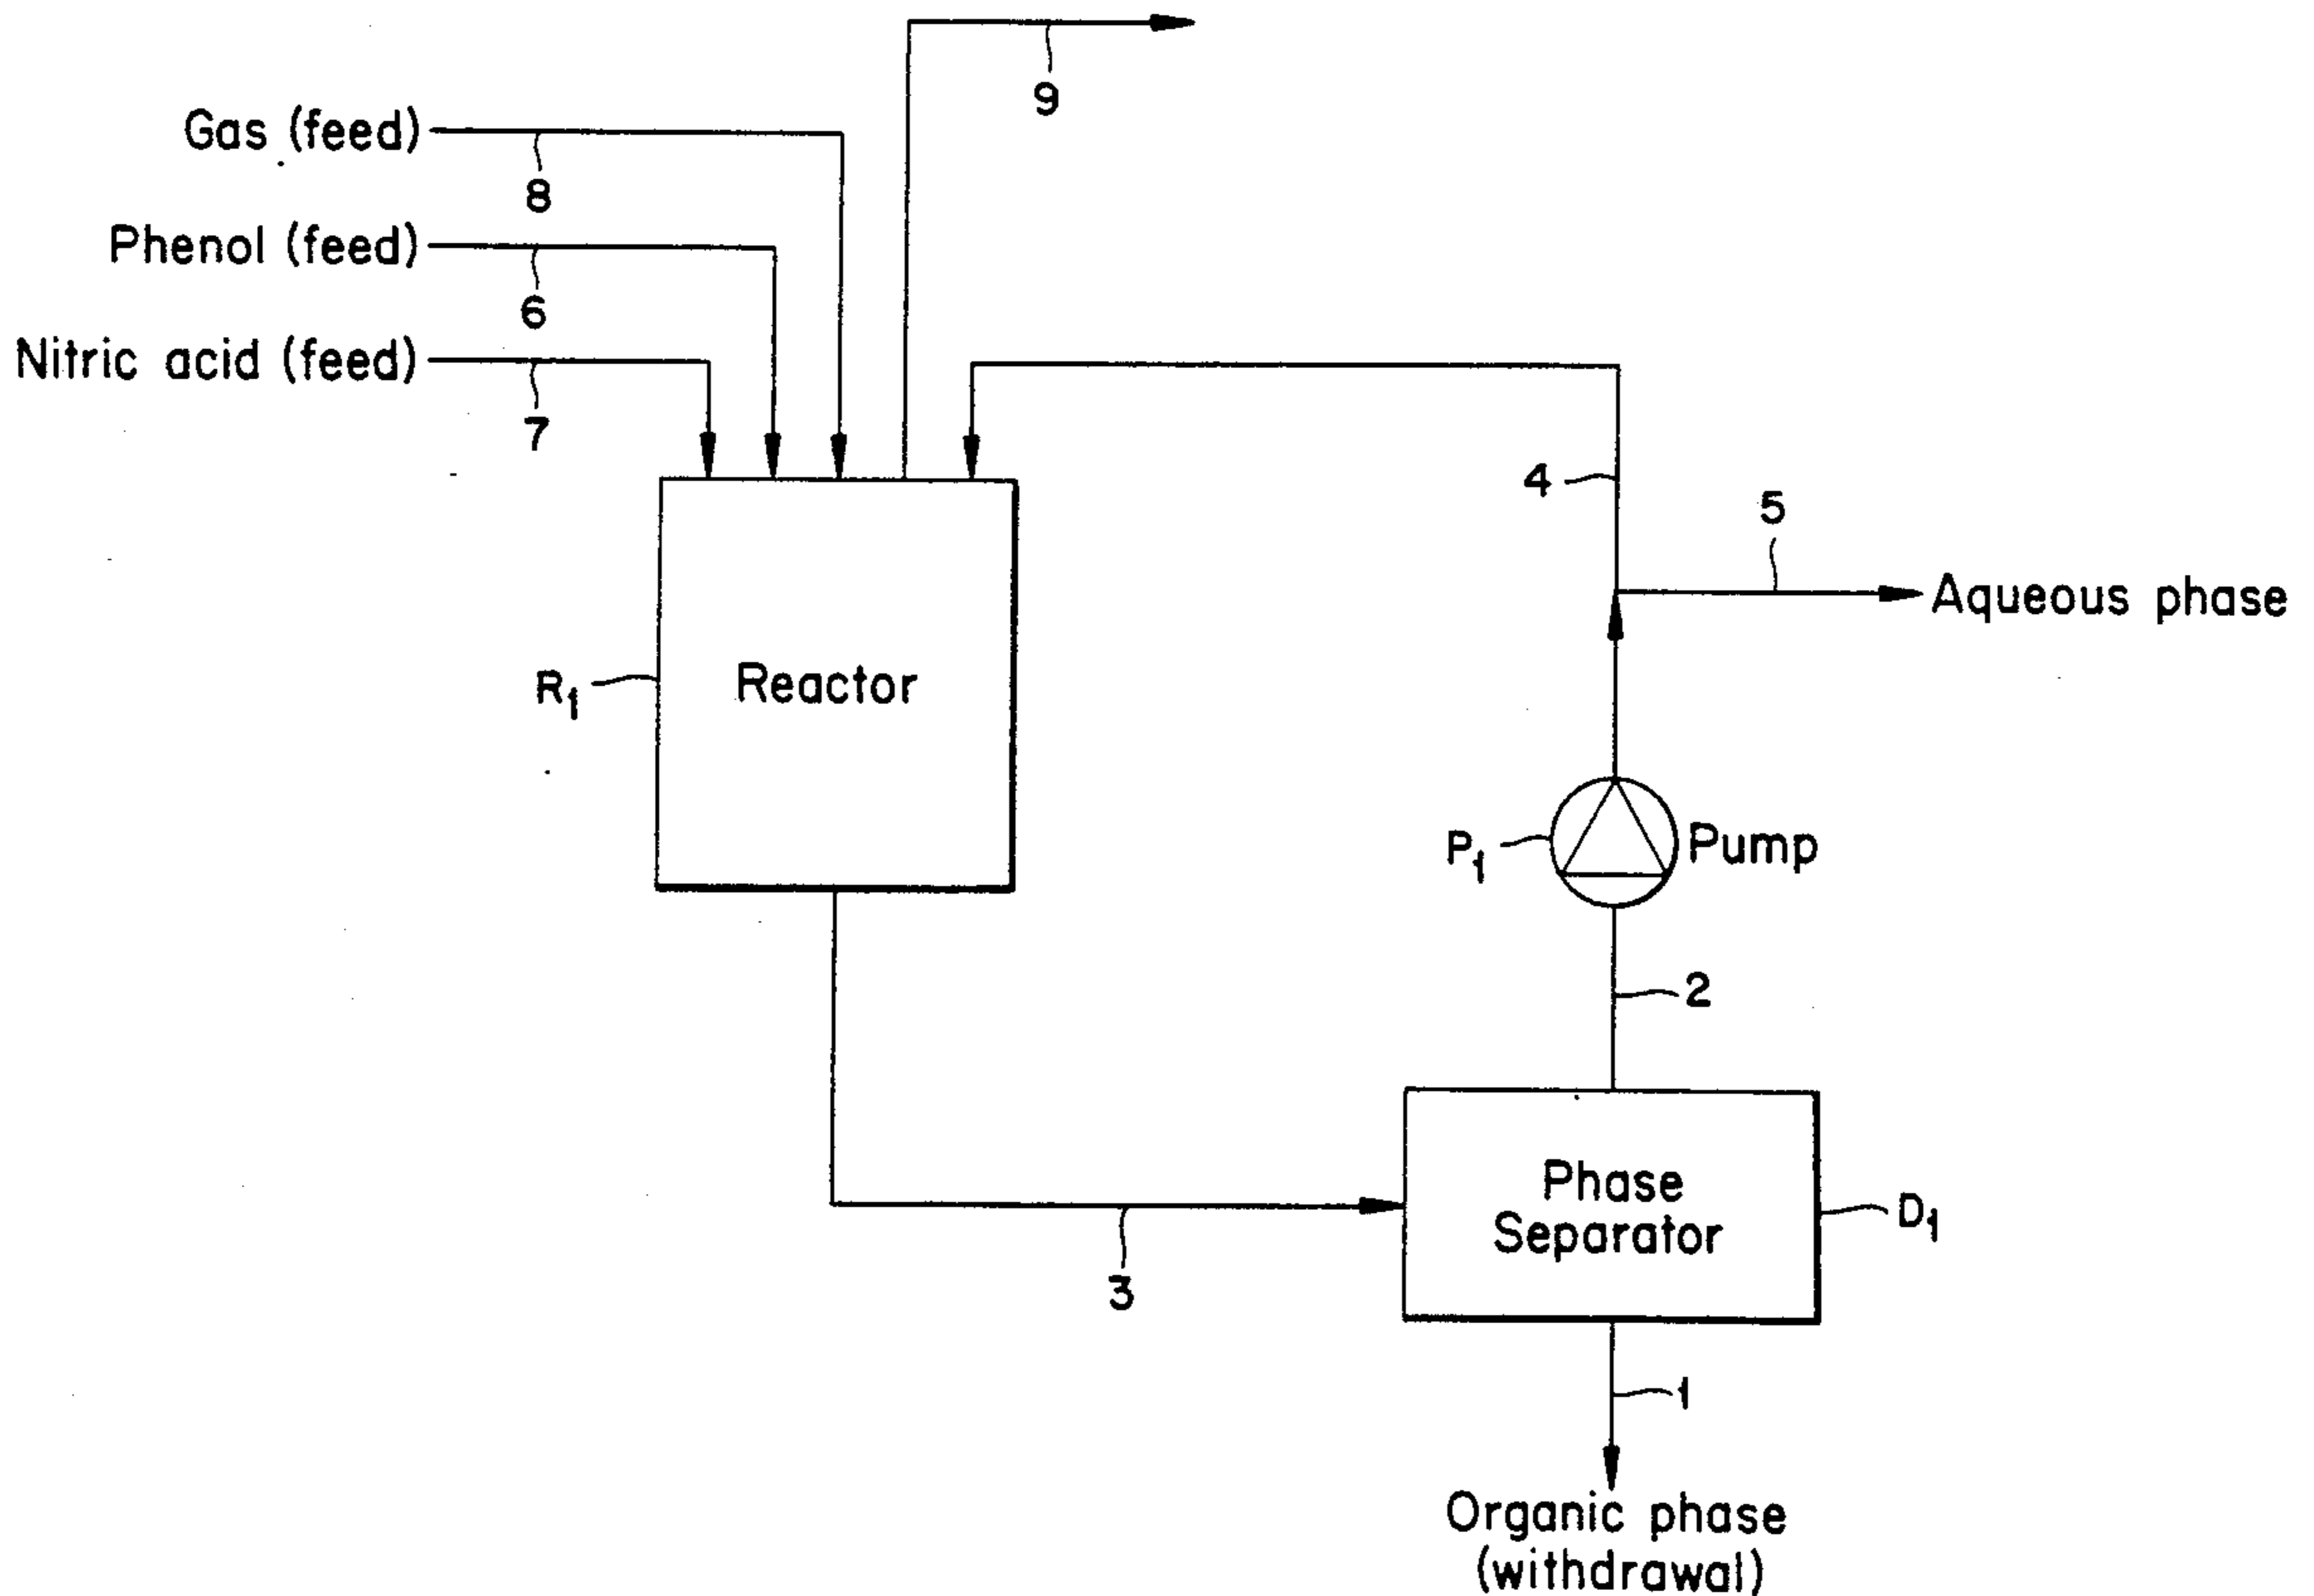 9
Gas (feed)
8
Phenol (feed)
6
Nitric acid (feed)
7
4
5
Aqueous phase
R1
Reactor
P1
Pump
2
Phase
Separator
D1
3
1
Organic phase
(withdrawal)